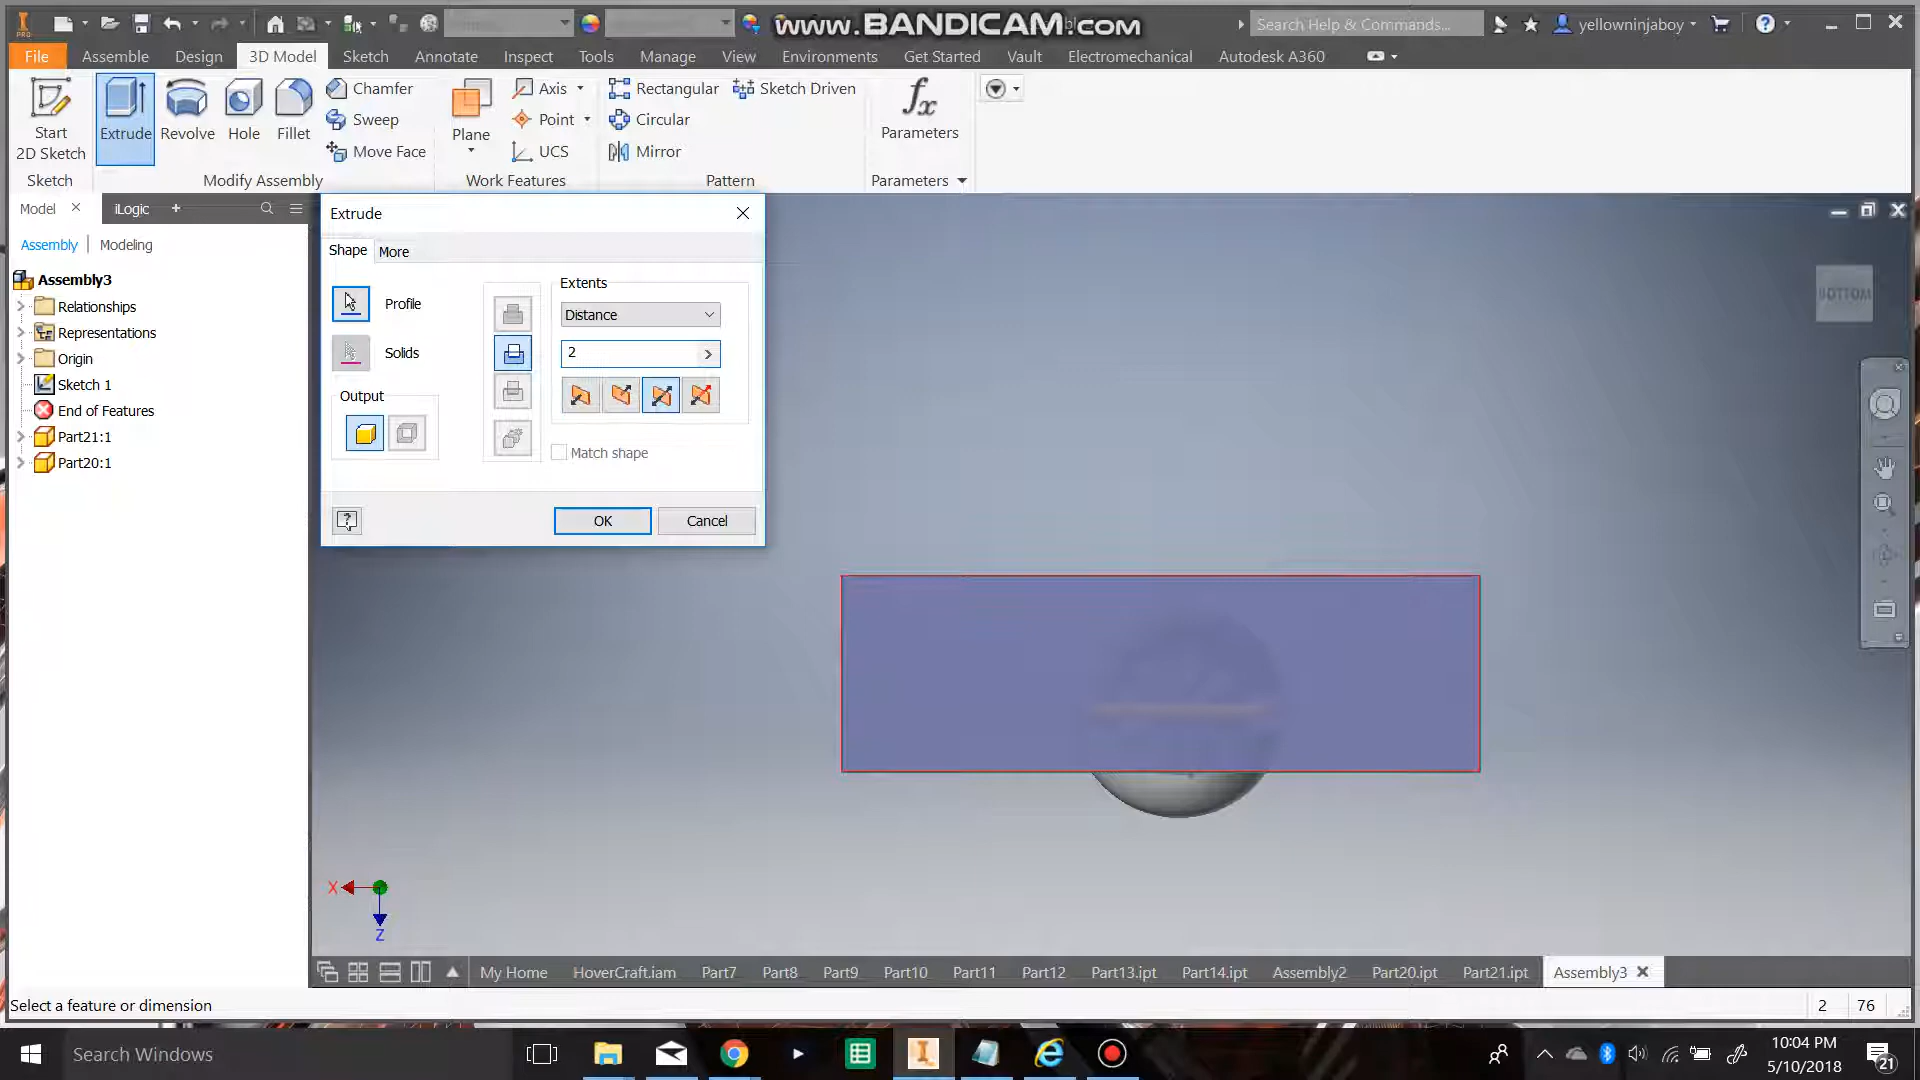 www.BANDICAM.com
Search Help & Commands...
yellowninjaboy
PRO
File
Assemble
Design
3D Model
Sketch
Annotate
Inspect
Tools
Manage
View
Environments
Get Started
Vault
Electromechanical
Autodesk A360
Start
2D Sketch
Extrude
Revolve
Hole
Fillet
Chamfer
Sweep
Move Face
Plane
Axis
Point
UCS
Rectangular
Sketch Driven
Circular
Mirror
fx
Parameters
Sketch
Modify Assembly
Work Features
Pattern
Parameters
Model
iLogic
Assembly
Modeling
Assembly3
Relationships
Representations
Origin
Sketch 1
End of Features
Part21:1
Part20:1
Extrude
Shape
More
Profile
Solids
Output
Extents
Distance
2
Match shape
OK
Cancel
BOTTOM
X
Z
My Home
HoverCraft.iam
Part7
Part8
Part9
Part10
Part11
Part12
Part13.ipt
Part14.ipt
Assembly2
Part20.ipt
Part21.ipt
Assembly3
Select a feature or dimension
2
76
Search Windows
10:04 PM
5/10/2018
21